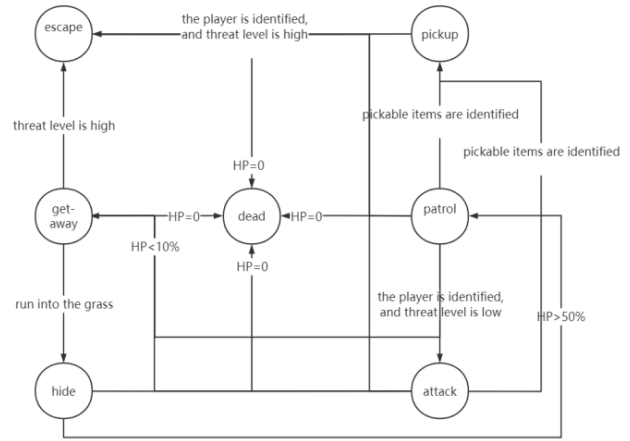 escape
the player is identified,
and threat level is high
pickup
pickable items are identified
threat level is high
pickable items are identified
HP=0
get-
away
HP=0
dead
HP=0
patrol
HP<10%
HP=0
run into the grass
the player is identified,
and threat level is low
HP>50%
hide
attack